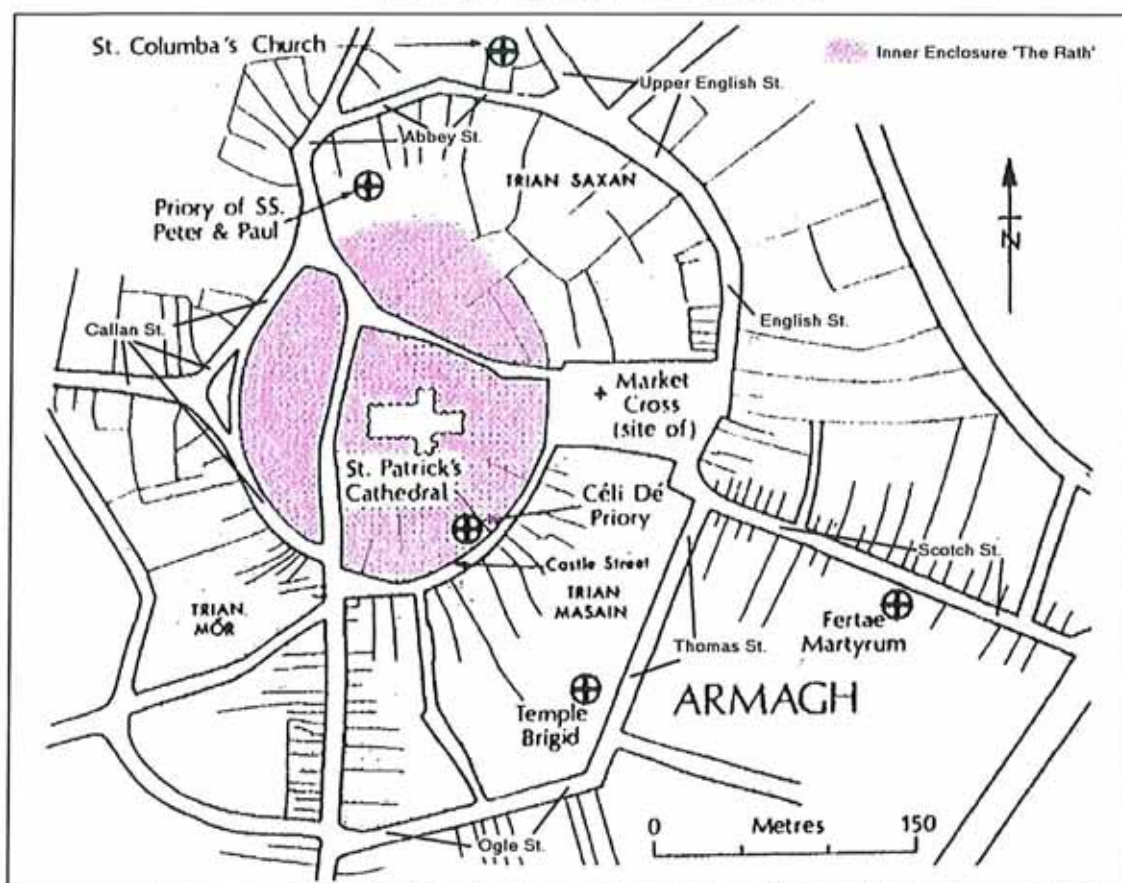 St. Columba's Church
Inner Enclosure 'The Rath'
Upper English St.
Abbey St.
TRIAN SAXAN
Priory of SS.
Peter & Paul
N
Callan St.
English St.
Market
Cross
(site of)
St. Patrick's
Cathedral
Céli Dé
Priory
Castle Street
Scotch St.
TRIAN
MÓR
TRIAN
MASAIN
Fertae
Martyrum
Thomas St.
ARMAGH
Temple
Brigid
0 Metres 150
Ogle St.